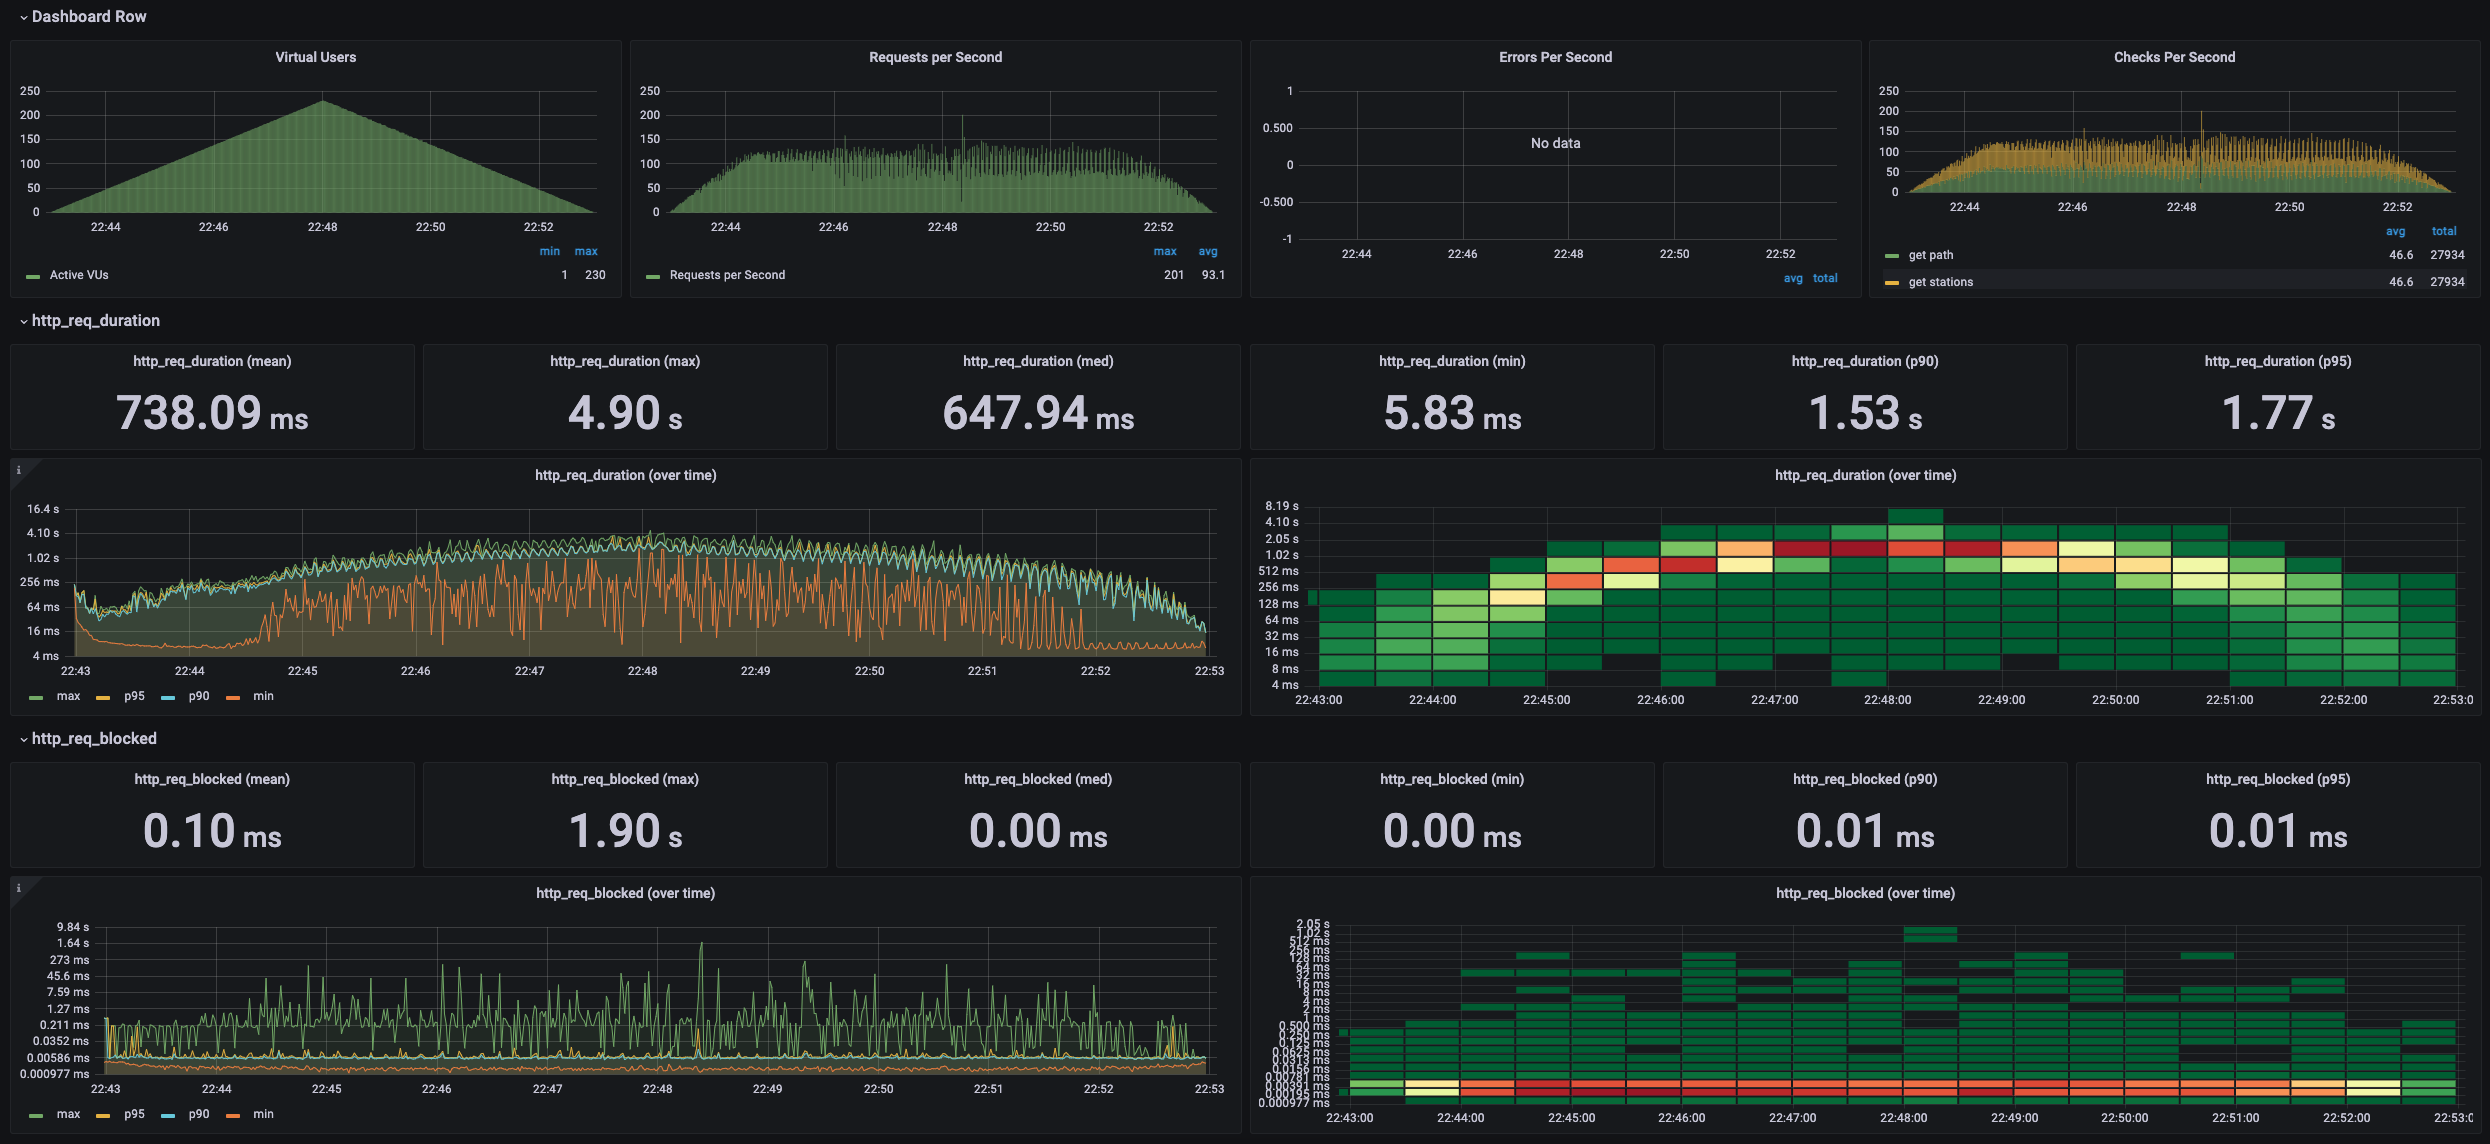 Dashboard Row
Virtual Users
250
200
150
100
50
0
22:44 22:46 22:48 22:50 22:52
min max
Active VUs 1 230
Requests per Second
250
200
150
100
50
0
22:44 22:46 22:48 22:50 22:52
max avg
Requests per Second 201 93.1
Errors Per Second
1
0.500
0
-0.500
-1
No data
22:44 22:46 22:48 22:50 22:52
avg total
Checks Per Second
250
200
150
100
50
0
22:44 22:46 22:48 22:50 22:52
avg total
get path 46.6 27934
get stations 46.6 27934
http_req_duration
http_req_duration (mean)
738.09 ms
http_req_duration (max)
4.90 s
http_req_duration (med)
647.94 ms
http_req_duration (min)
5.83 ms
http_req_duration (p90)
1.53 s
http_req_duration (p95)
1.77 s
i
http_req_duration (over time)
16.4 s
4.10 s
1.02 s
256 ms
64 ms
16 ms
4 ms
22:43 22:44 22:45 22:46 22:47 22:48 22:49 22:50 22:51 22:52 22:53
max p95 p90 min
http_req_duration (over time)
8.19 s
4.10 s
2.05 s
1.02 s
512 ms
256 ms
128 ms
64 ms
32 ms
16 ms
8 ms
4 ms
22:43:00 22:44:00 22:45:00 22:46:00 22:47:00 22:48:00 22:49:00 22:50:00 22:51:00 22:52:00 22:53:0
http_req_blocked
http_req_blocked (mean)
0.10 ms
http_req_blocked (max)
1.90 s
http_req_blocked (med)
0.00 ms
http_req_blocked (min)
0.00 ms
http_req_blocked (p90)
0.01 ms
http_req_blocked (p95)
0.01 ms
i
http_req_blocked (over time)
9.84 s
1.64 s
273 ms
45.6 ms
7.59 ms
1.27 ms
0.211 ms
0.0352 ms
0.00586 ms
0.000977 ms
22:43 22:44 22:45 22:46 22:47 22:48 22:49 22:50 22:51 22:52 22:53
max p95 p90 min
http_req_blocked (over time)
2.05 s
1.02 s
512 ms
256 ms
128 ms
64 ms
32 ms
16 ms
8 ms
4 ms
2 ms
1 ms
0.500 ms
0.250 ms
0.125 ms
0.0625 ms
0.0313 ms
0.0156 ms
0.00781 ms
0.00391 ms
0.00195 ms
0.000977 ms
22:43:00 22:44:00 22:45:00 22:46:00 22:47:00 22:48:00 22:49:00 22:50:00 22:51:00 22:52:00 22:53:0